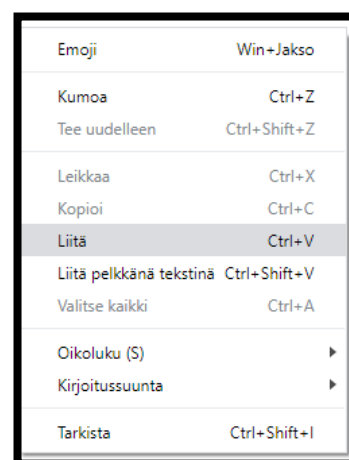 Emoji Win+Jakso
Kumoa Ctrl+Z
Tee uudelleen Ctrl+Shift+Z
Leikkaa Ctrl+X
Kopioi Ctrl+C
Liitä Ctrl+V
Liitä pelkkänä tekstinä Ctrl+Shift+V
Valitse kaikki Ctrl+A
Oikoluku (S)
Kirjoitussuunta
Tarkista Ctrl+Shift+I